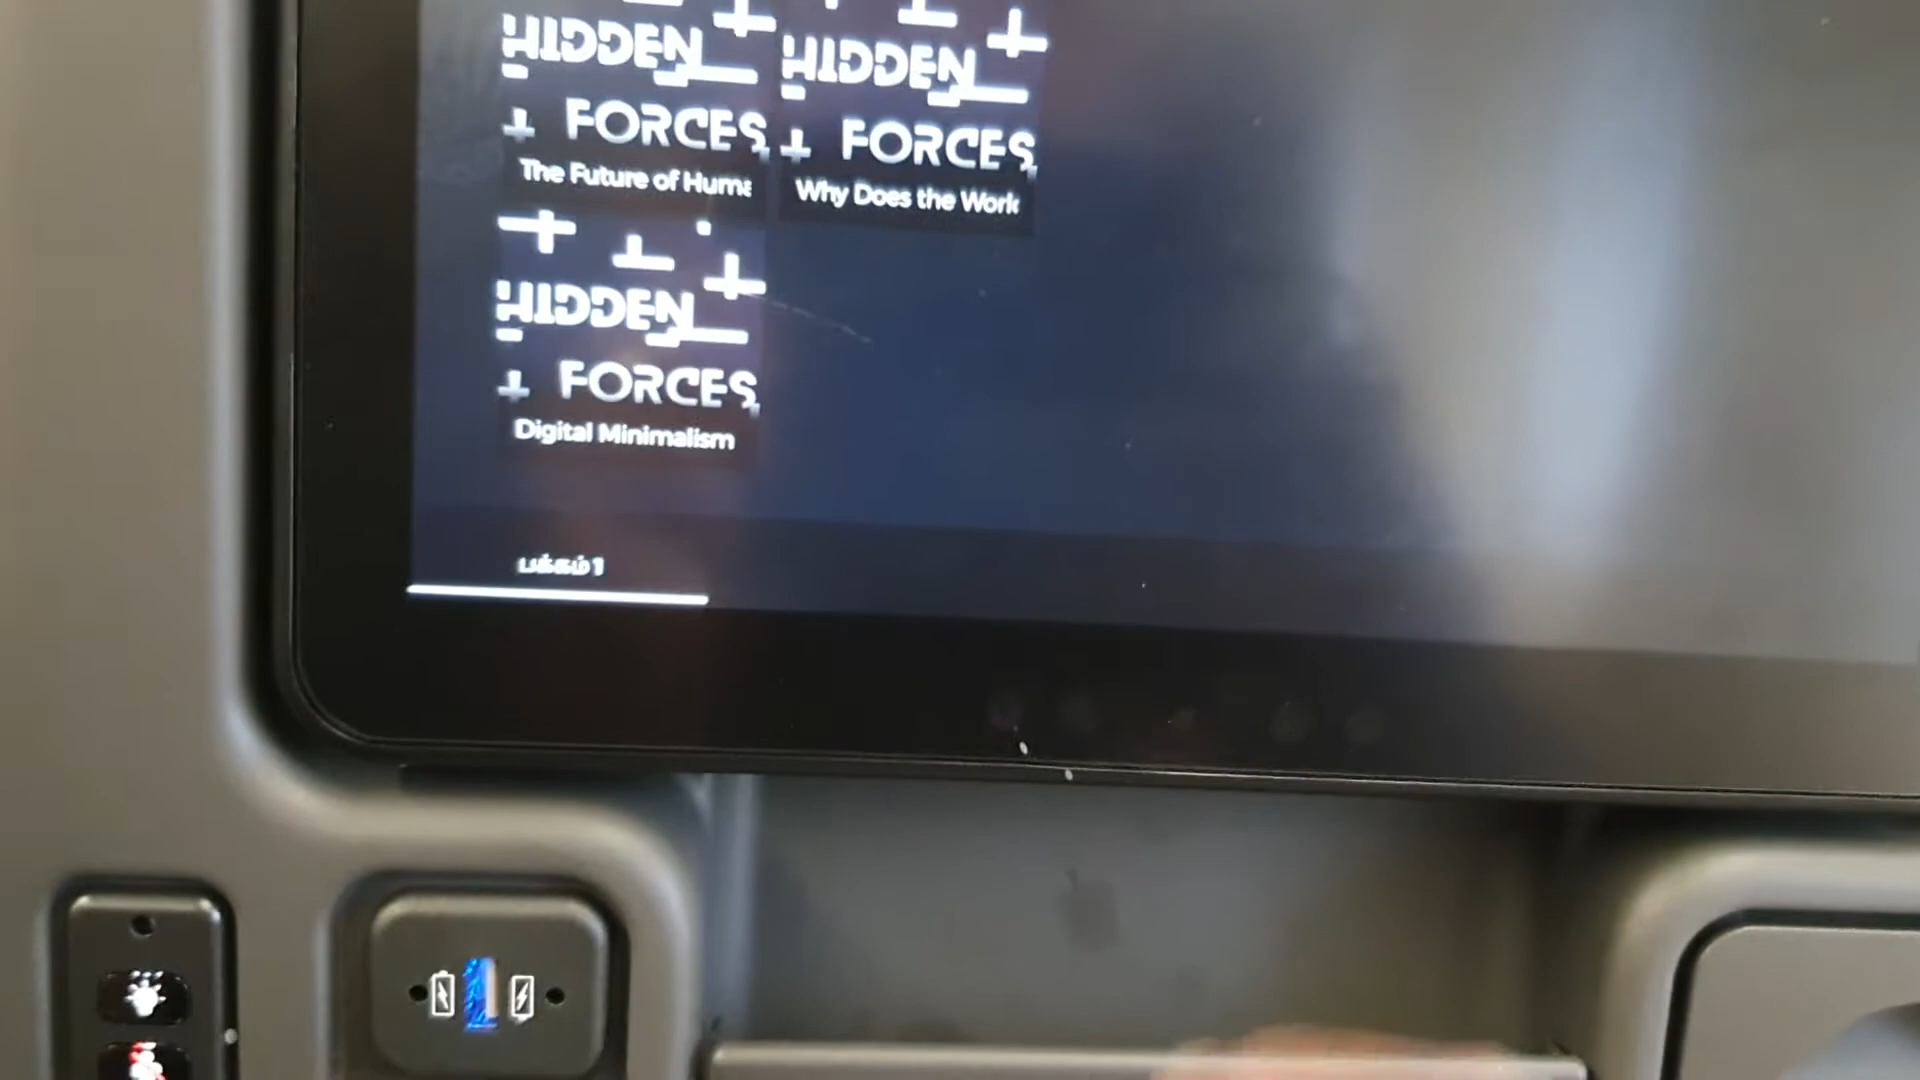 HIDDEN
FORCES
The Future of Huma
HIDDEN
FORCES
Why Does the Work
HIDDEN
FORCES
Digital Minimalism
பக்கம் 1